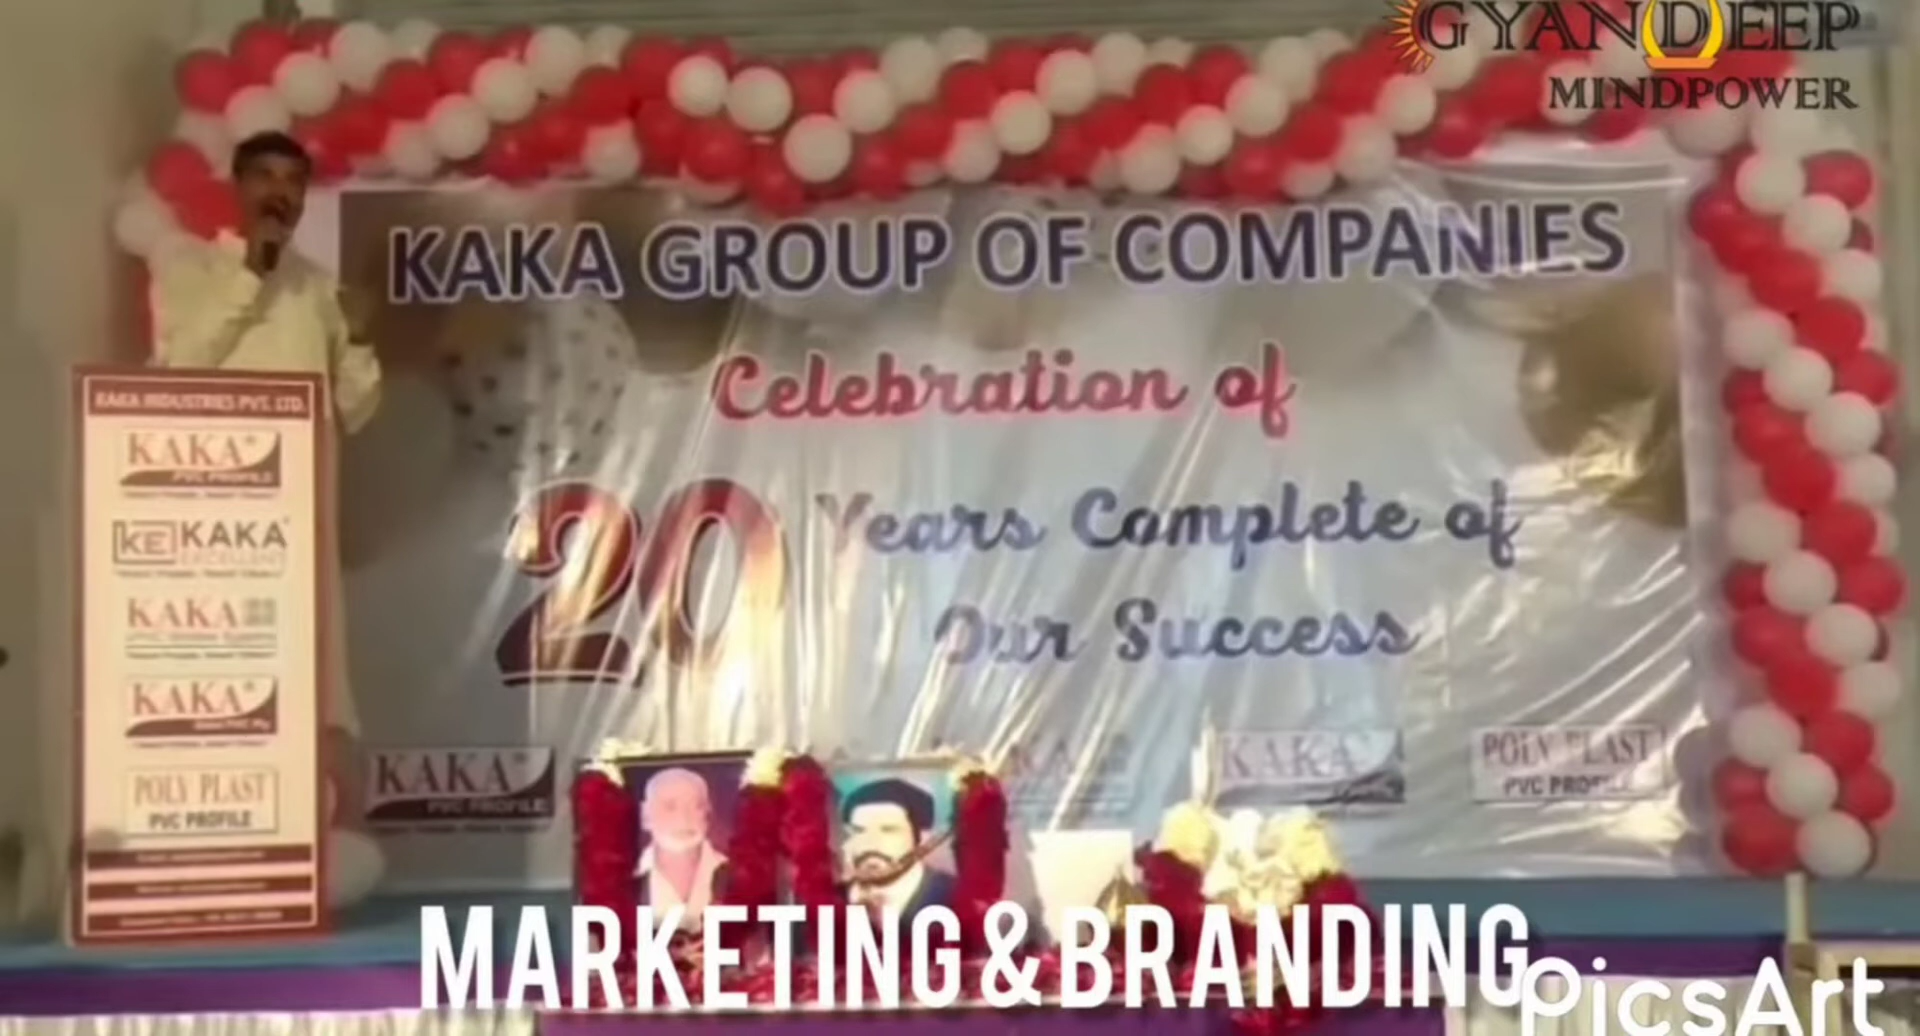 GYANDEEP
MINDPOWER
KAKA GROUP OF COMPANIES
Celebration of
20 Years Complete of
Our Success
KAKA INDUSTRIES PVT. LTD.
KAKA
PVC PROFILE
KE KAKA
EXCELLENT
KAKA
KAKA
POLY PLAST
PVC PROFILE
KAKA
PVC PROFILE
KAKA
KAKA
POLY PLAST
PVC PROFILE
MARKETING & BRANDING
PicsArt